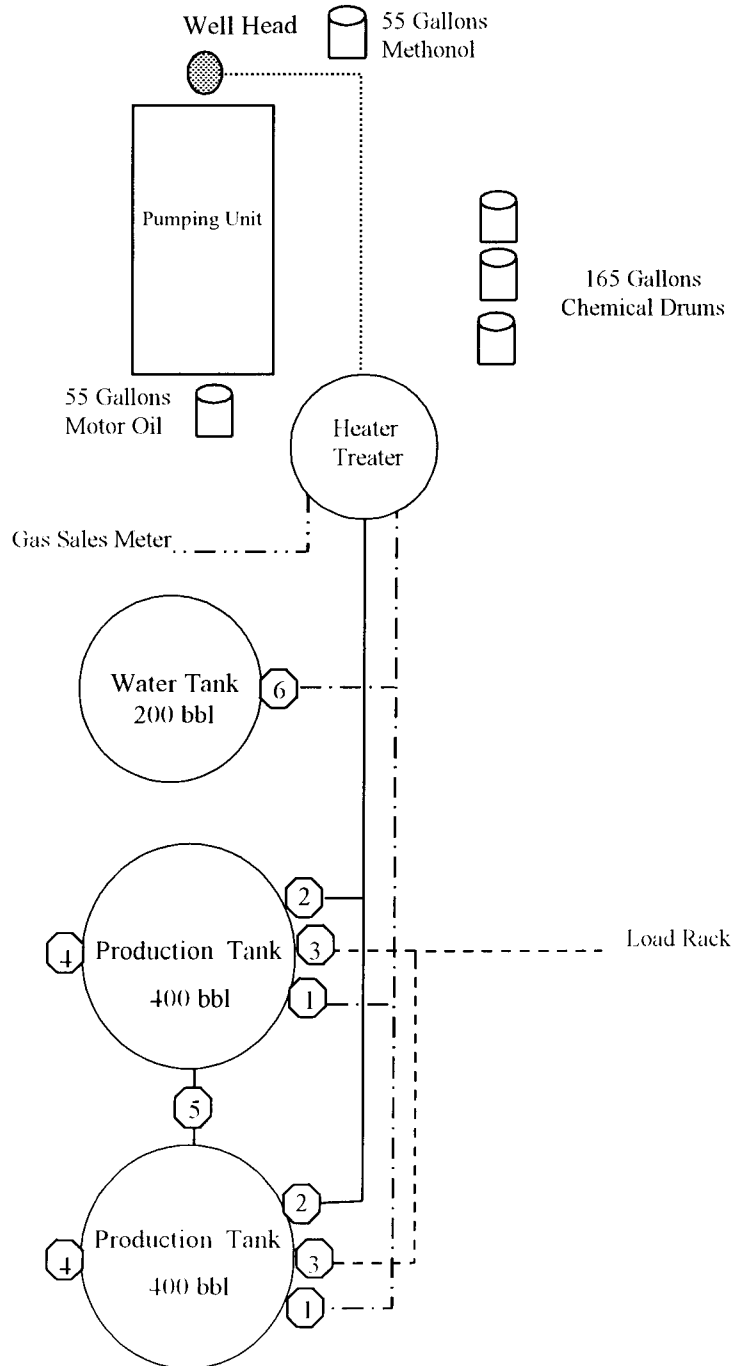 Well Head
55 Gallons
Methonol
Pumping Unit
165 Gallons
Chemical Drums
55 Gallons
Motor Oil
Heater
Treater
Gas Sales Meter
Water Tank
200 bbl
6
2
4
Production Tank
400 bbl
3
Load Rack
1
5
2
4
Production Tank
400 bbl
3
1